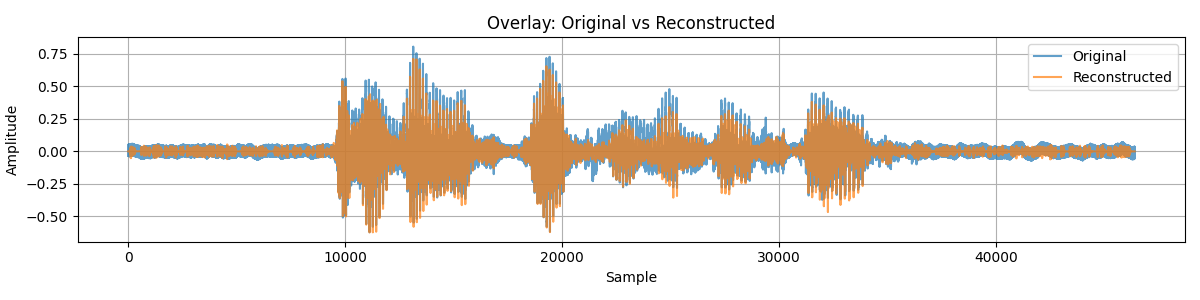 Overlay: Original vs Reconstructed
Original
Reconstructed
Amplitude
0.75
0.50
0.25
0.00
−0.25
−0.50
0
10000
20000
30000
40000
Sample